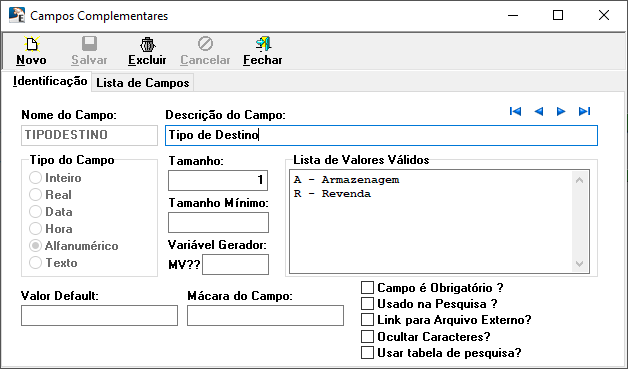 Campos Complementares
Novo Salvar Excluir Cancelar Fechar
Identificação Lista de Campos
Nome do Campo: Descrição do Campo:
TIPODESTINO Tipo de Destino
Tipo do Campo Tamanho: Lista de Valores Válidos
Inteiro 1 A - Armazenagem
Real R - Revenda
Data Tamanho Mínimo:
Hora
Alfanumérico Variável Gerador:
Texto MV??
Valor Default: Mácara do Campo: Campo é Obrigatório ?
Usado na Pesquisa ?
Link para Arquivo Externo?
Ocultar Caracteres?
Usar tabela de pesquisa?